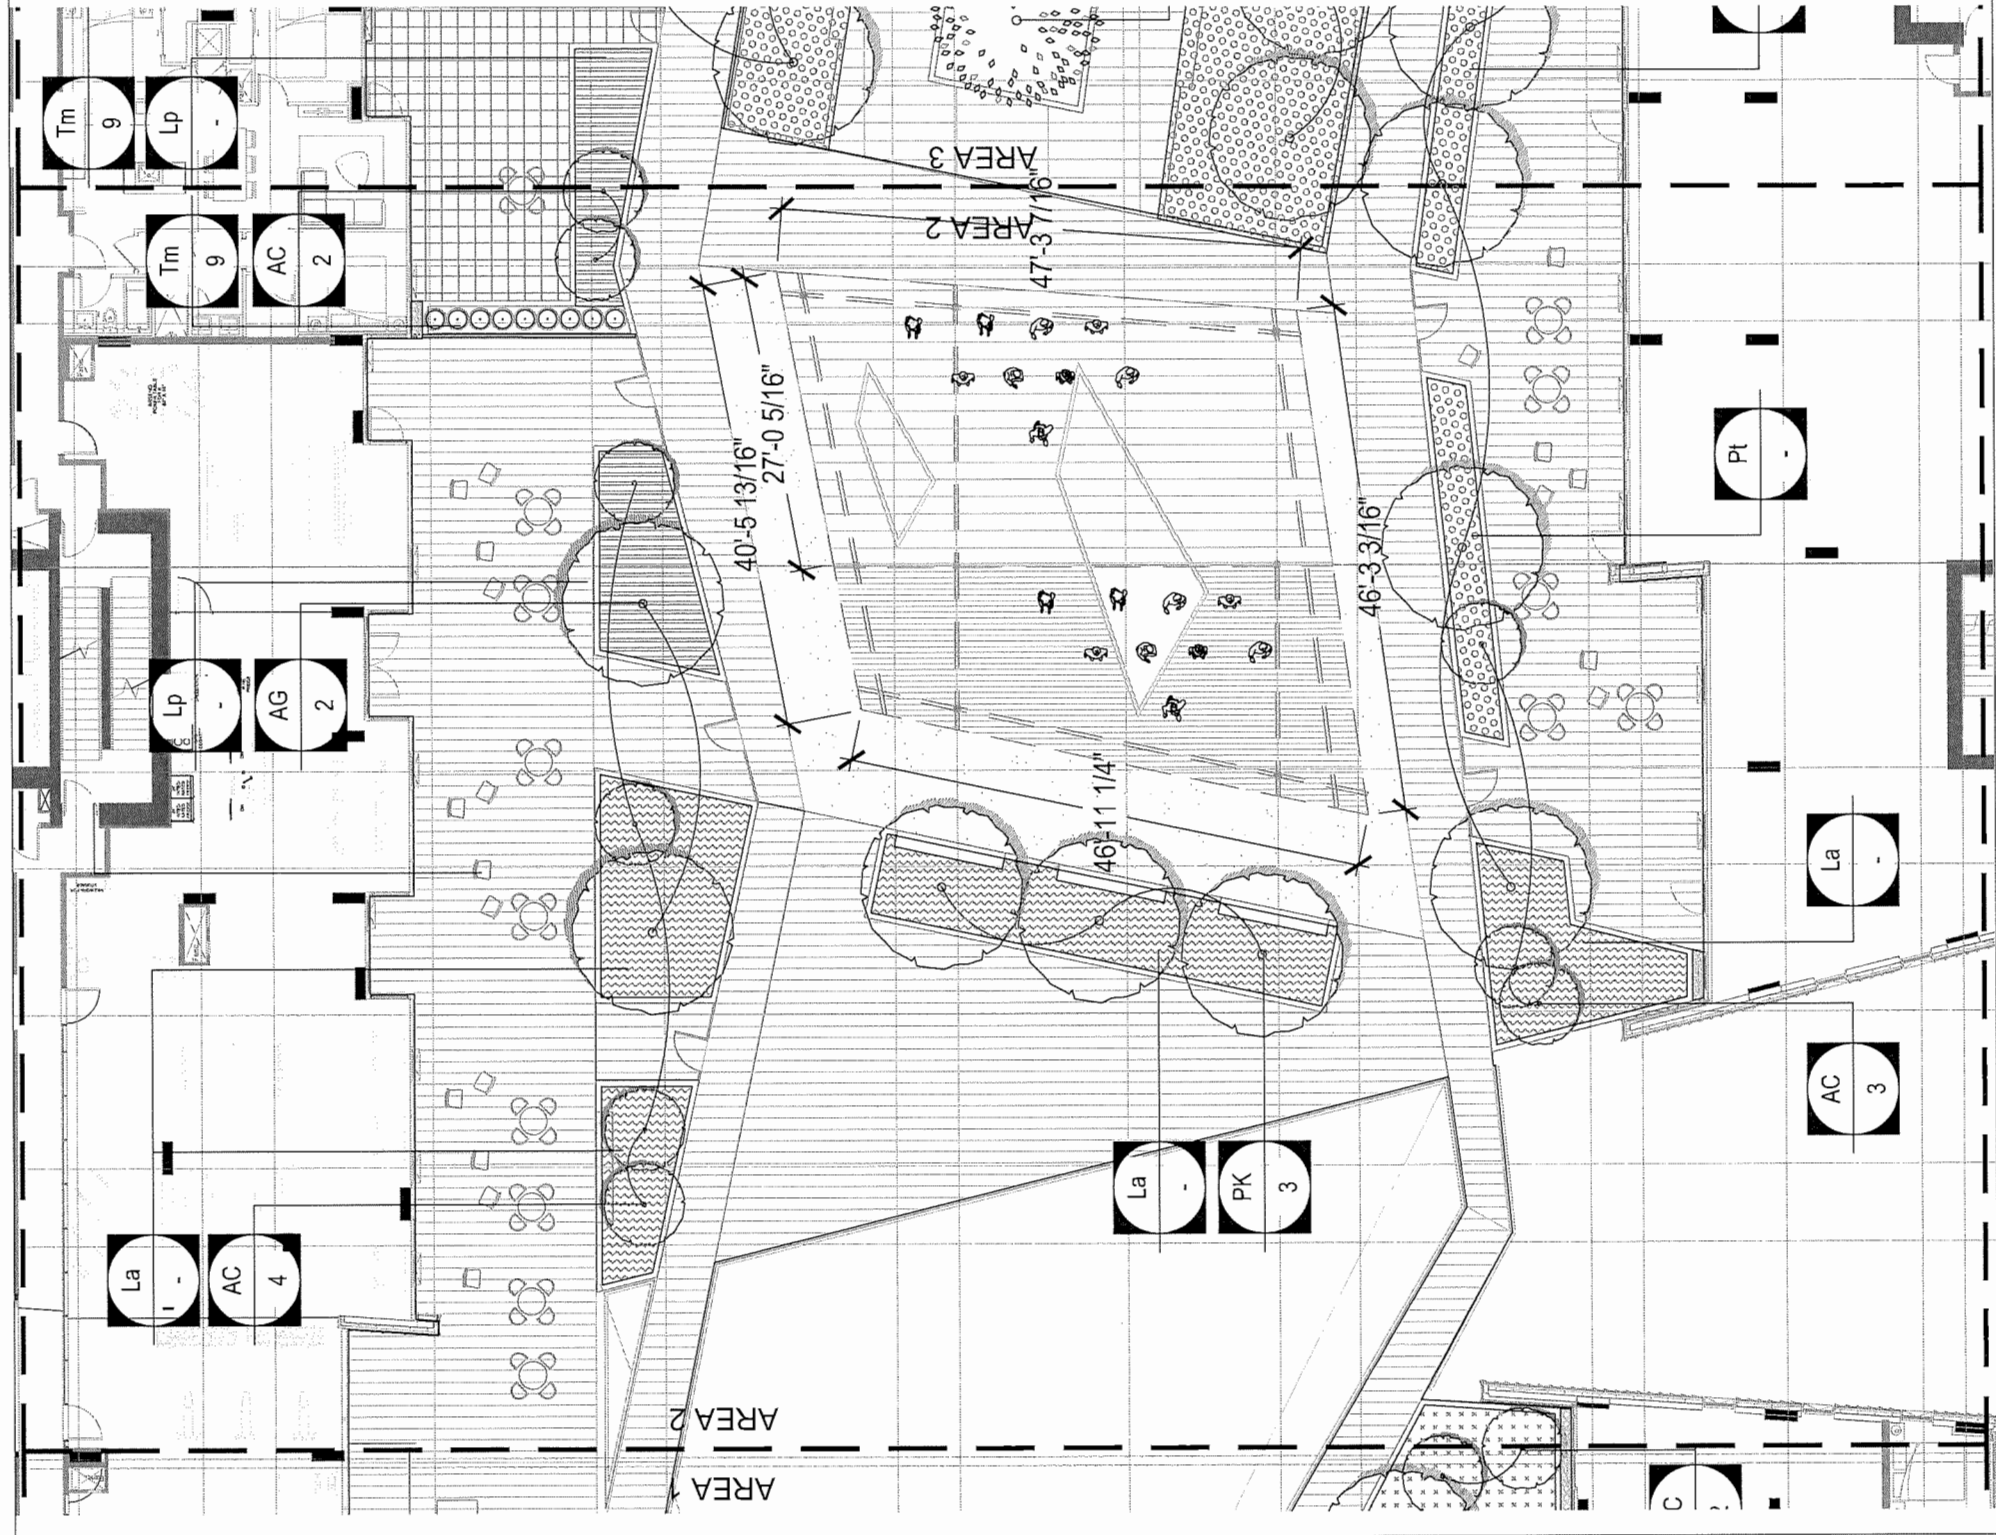 Tm
9
Lp
-
AREA 3
AREA 2
47'-3 7/16"
Tm
9
AC
2
27'-0 5/16"
40'-5 13/16"
46'-3 3/16"
Pt
-
Lp
-
AG
2
46'-11 1/4"
La
-
AC
3
La
-
PK
3
La
-
AC
4
AREA 2
AREA 1